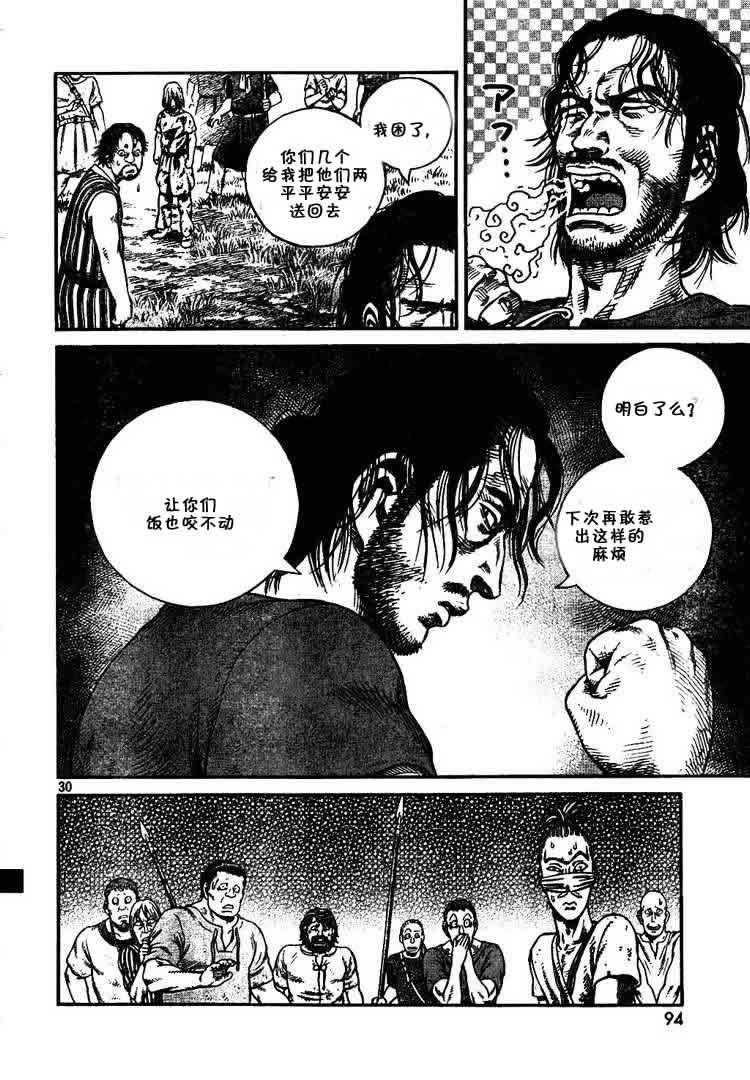 ァ
ァ
…
我困了,
你们几个
给我把他们两
平平安安
送回去
明白了么?
下次再敢惹
出这样的
麻烦
让你们
饭也咬不动
30
94